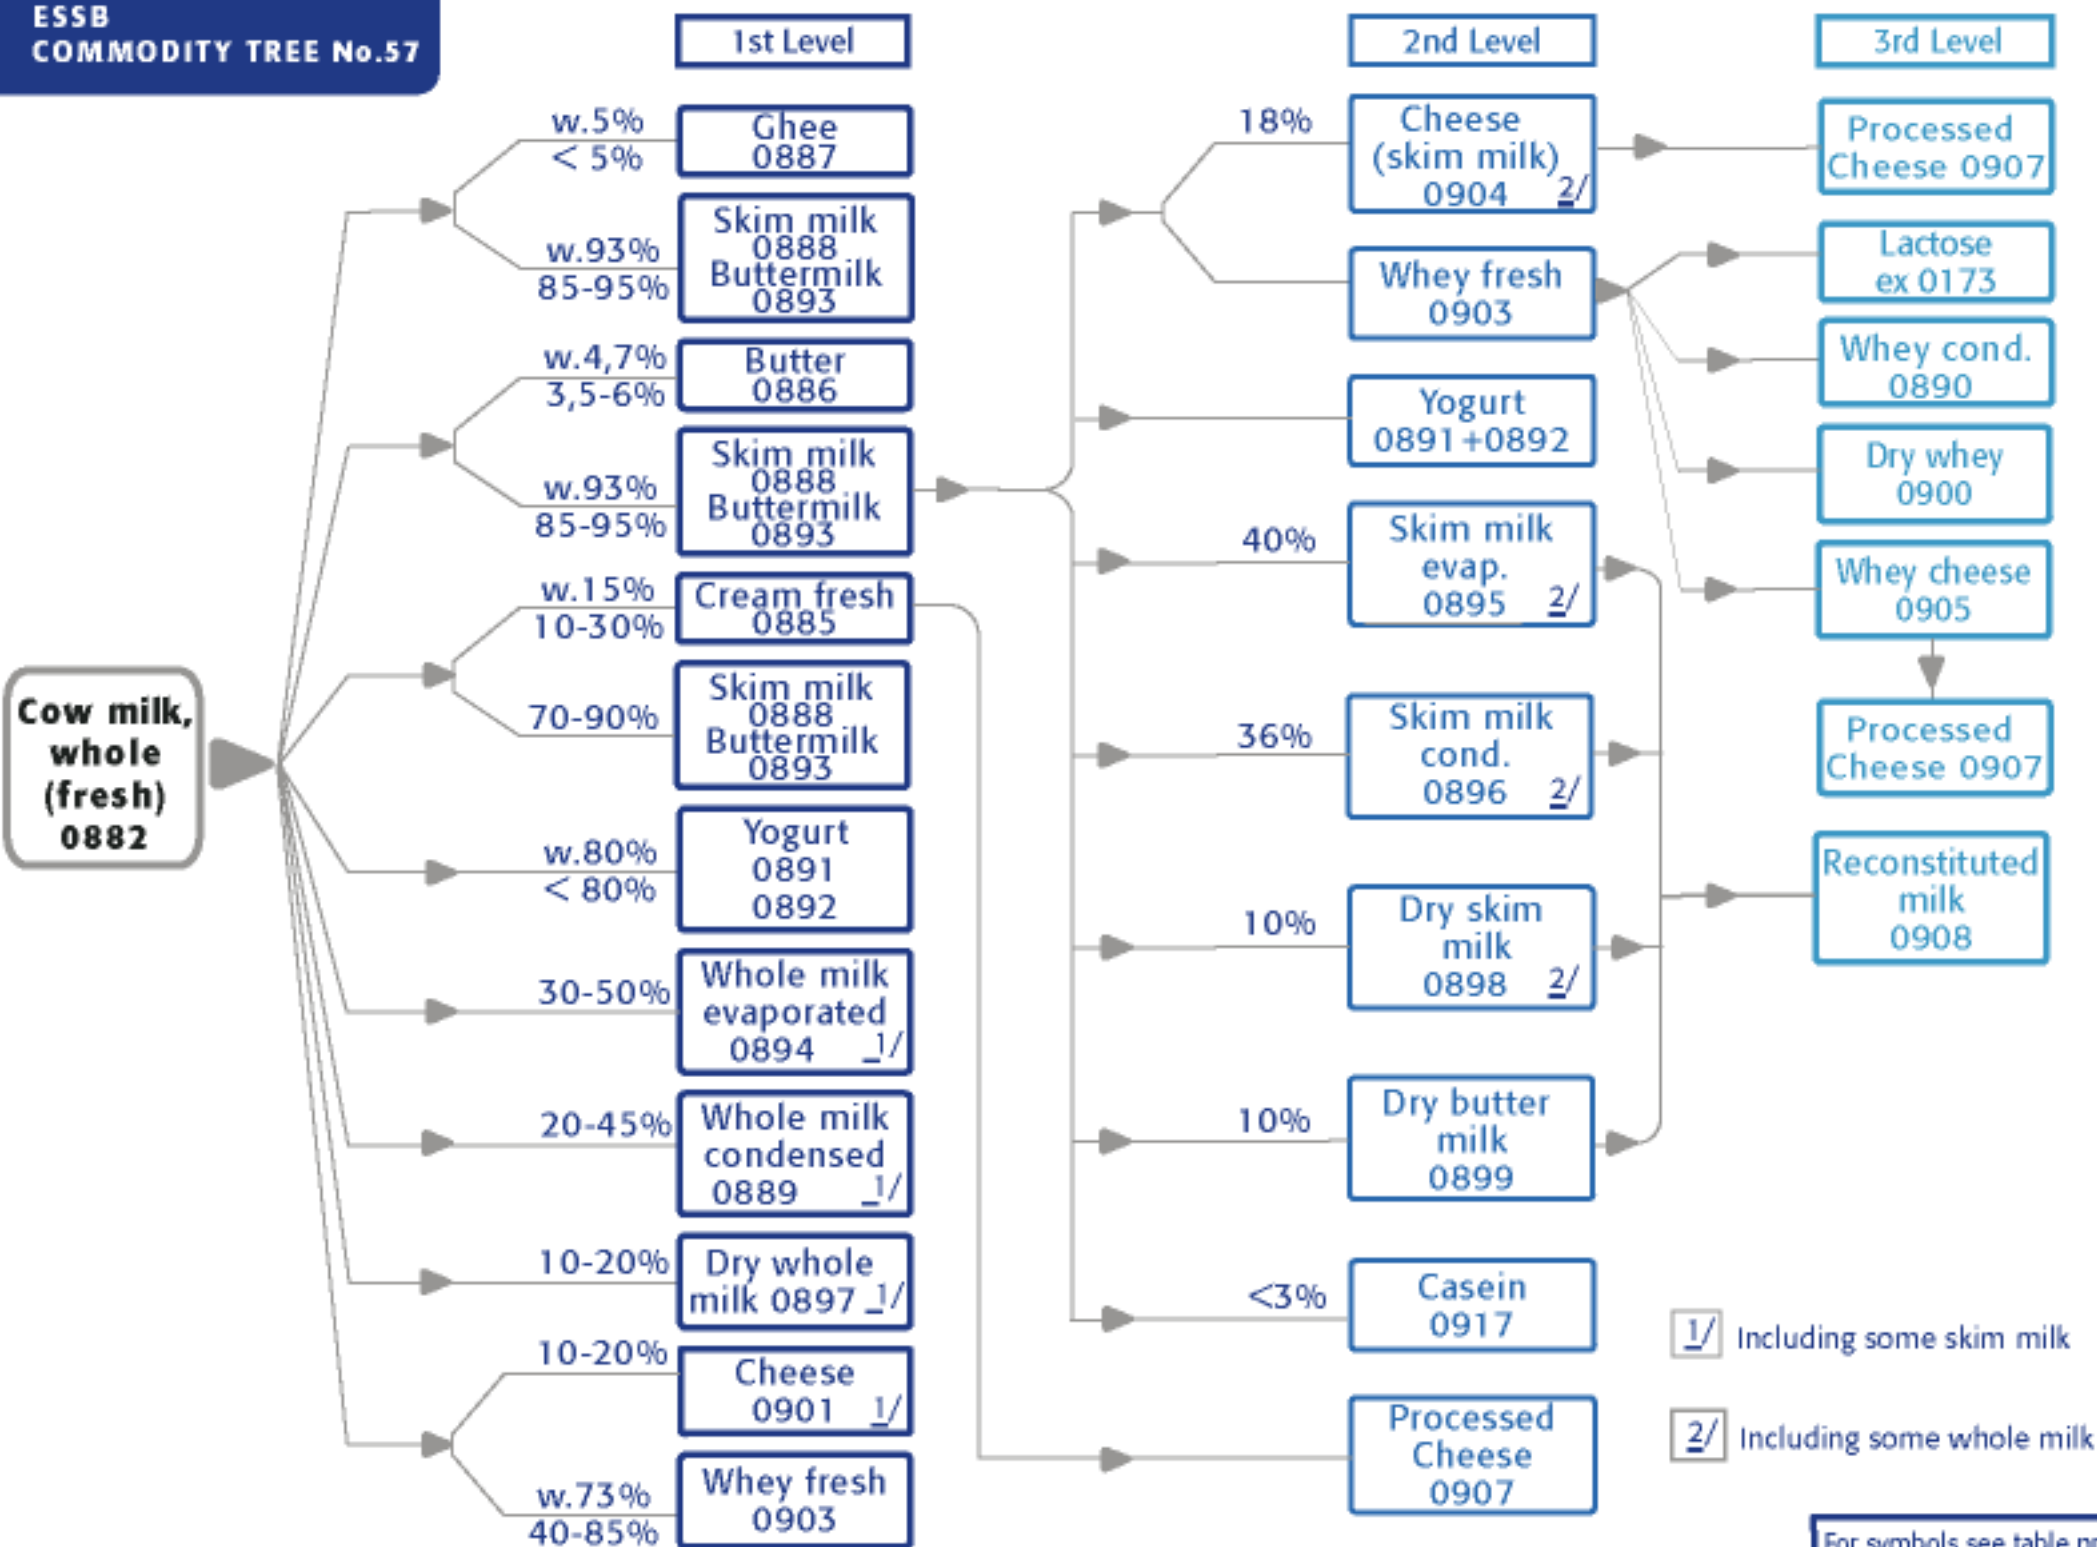 ESSB
COMMODITY TREE No.57
1st Level
2nd Level
3rd Level
Cow milk,
whole
(fresh)
0882
w.5%
< 5%
Ghee
0887
w.93%
85-95%
Skim milk
0888
Buttermilk
0893
w.4,7%
3,5-6%
Butter
0886
w.93%
85-95%
Skim milk
0888
Buttermilk
0893
w.15%
10-30%
Cream fresh
0885
70-90%
Skim milk
0888
Buttermilk
0893
w.80%
< 80%
Yogurt
0891
0892
30-50%
Whole milk
evaporated
0894 1/
20-45%
Whole milk
condensed
0889 1/
10-20%
Dry whole
milk 0897 1/
10-20%
Cheese
0901 1/
w.73%
40-85%
Whey fresh
0903
18%
Cheese
(skim milk)
0904 2/
Whey fresh
0903
Yogurt
0891+0892
40%
Skim milk
evap.
0895 2/
36%
Skim milk
cond.
0896 2/
10%
Dry skim
milk
0898 2/
10%
Dry butter
milk
0899
<3%
Casein
0917
Processed
Cheese
0907
Processed
Cheese 0907
Lactose
ex 0173
Whey cond.
0890
Dry whey
0900
Whey cheese
0905
Processed
Cheese 0907
Reconstituted
milk
0908
1/ Including some skim milk
2/ Including some whole milk
For symbols see table